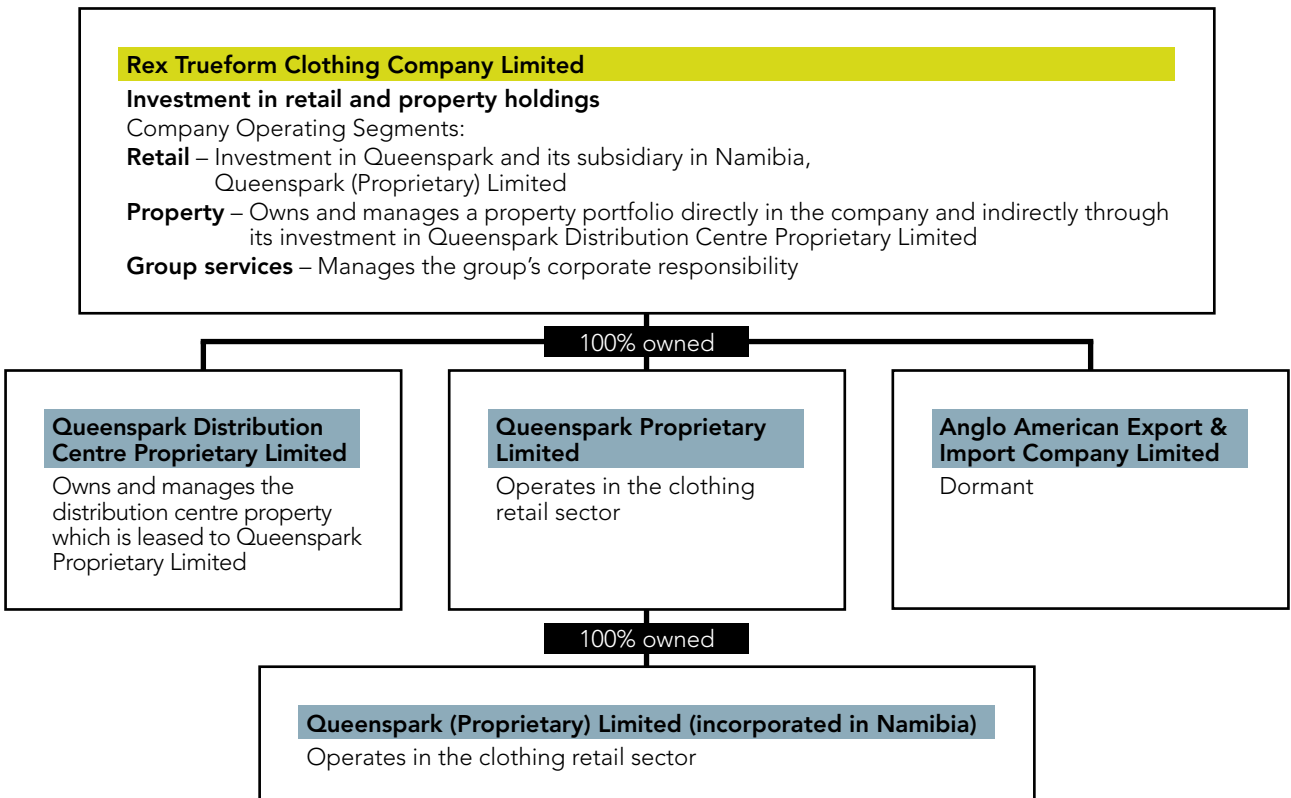 Rex Trueform Clothing Company Limited
Investment in retail and property holdings
Company Operating Segments:
Retail – Investment in Queenspark and its subsidiary in Namibia,
Queenspark (Proprietary) Limited
Property – Owns and manages a property portfolio directly in the company and indirectly through
its investment in Queenspark Distribution Centre Proprietary Limited
Group services – Manages the group's corporate responsibility
100% owned
Queenspark Distribution
Centre Proprietary Limited
Owns and manages the
distribution centre property
which is leased to Queenspark
Proprietary Limited
Queenspark Proprietary
Limited
Operates in the clothing
retail sector
Anglo American Export &
Import Company Limited
Dormant
100% owned
Queenspark (Proprietary) Limited (incorporated in Namibia)
Operates in the clothing retail sector